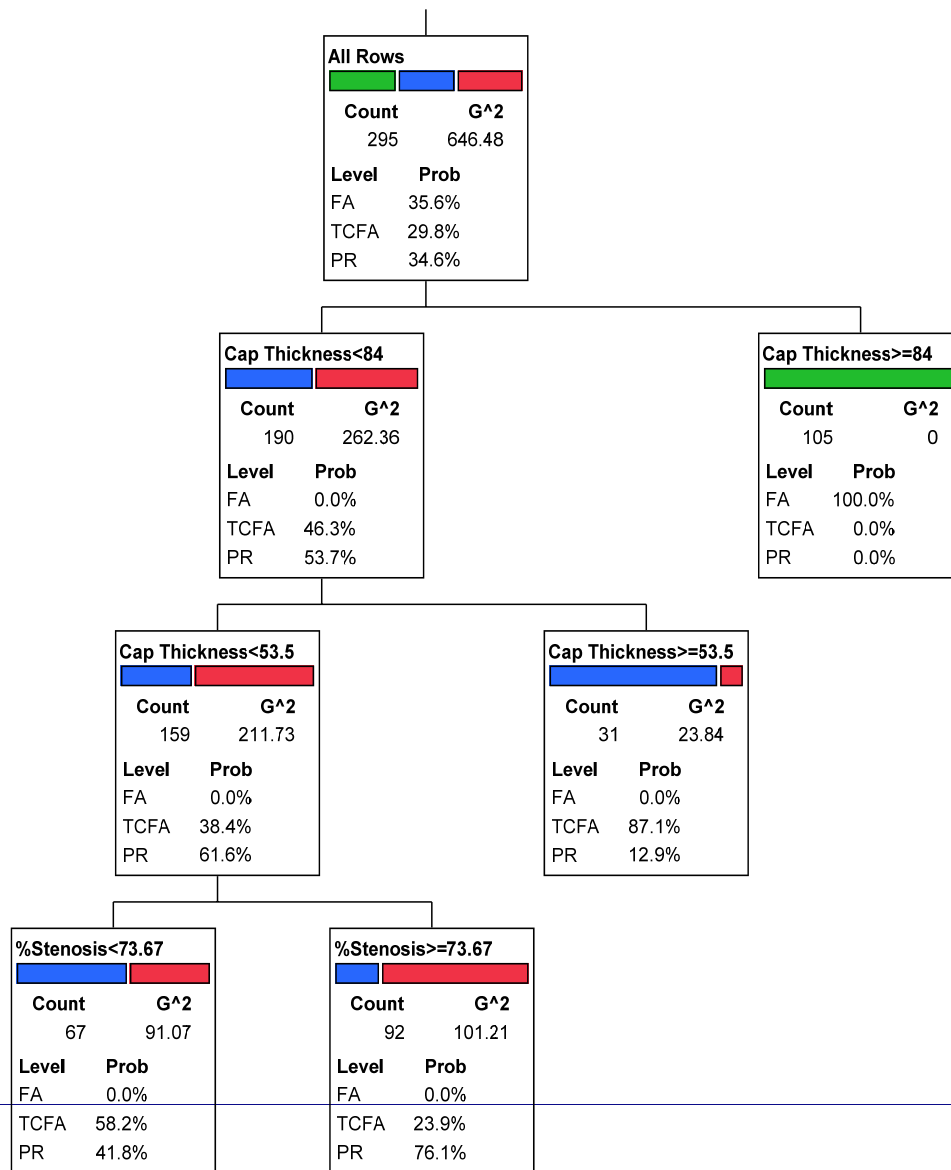 All Rows
Count G^2
295 646.48
Level Prob
FA 35.6%
TCFA 29.8%
PR 34.6%
Cap Thickness<84
Count G^2
190 262.36
Level Prob
FA 0.0%
TCFA 46.3%
PR 53.7%
Cap Thickness>=84
Count G^2
105 0
Level Prob
FA 100.0%
TCFA 0.0%
PR 0.0%
Cap Thickness<53.5
Count G^2
159 211.73
Level Prob
FA 0.0%
TCFA 38.4%
PR 61.6%
Cap Thickness>=53.5
Count G^2
31 23.84
Level Prob
FA 0.0%
TCFA 87.1%
PR 12.9%
%Stenosis<73.67
Count G^2
67 91.07
Level Prob
FA 0.0%
TCFA 58.2%
PR 41.8%
%Stenosis>=73.67
Count G^2
92 101.21
Level Prob
FA 0.0%
TCFA 23.9%
PR 76.1%